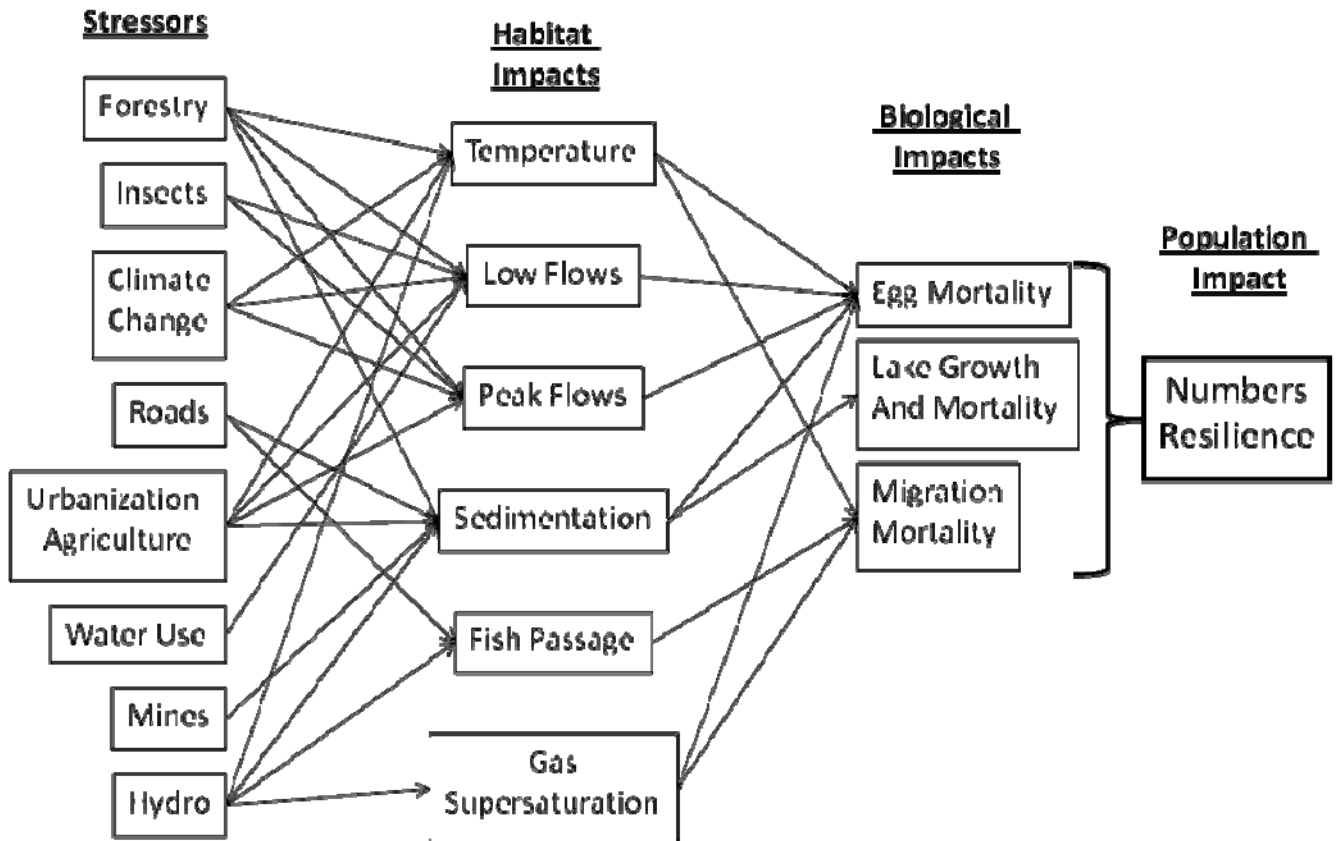 Stressors
Forestry
Insects
Climate
Change
Roads
Urbanization
Agriculture
Water Use
Mines
Hydro
Habitat
Impacts
Temperature
Low Flows
Peak Flows
Sedimentation
Fish Passage
Gas
Supersaturation
Biological
Impacts
Egg Mortality
Lake Growth
And Mortality
Migration
Mortality
Population
Impact
Numbers
Resilience